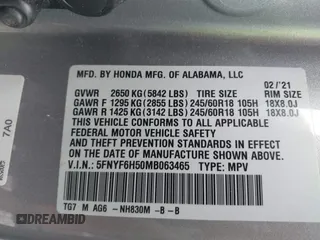 MFD. BY HONDA MFG. OF ALABAMA, LLC
02/'21
GVWR 2650 KG (5842 LBS) TIRE SIZE RIM SIZE
GAWR F 1295 KG (2855 LBS) 245/60R18 105H 18X8.0J
GAWR R 1425 KG (3142 LBS) 245/60R18 105H 18X8.0J
THIS VEHICLE CONFORMS TO ALL APPLICABLE
FEDERAL MOTOR VEHICLE SAFETY AND
THEFT PREVENTION STANDARDS IN EFFECT ON
THE DATE OF MANUFACTURE SHOWN ABOVE.
V.I.N.: 5FNYF6H50MB063465 TYPE: MPV
TG7 M AG6 -NH830M -B -B
7A0
DREAMBID.COM